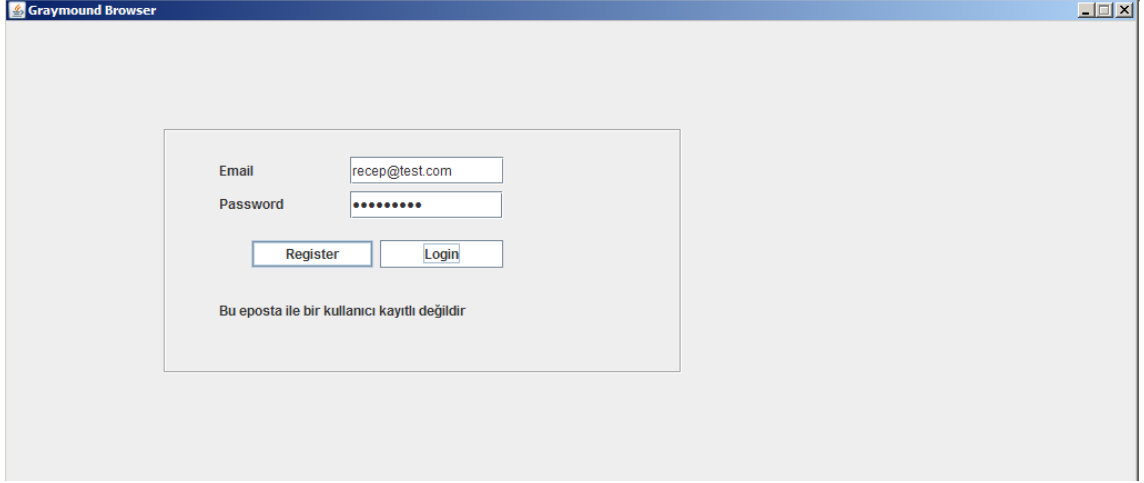 Graymound Browser
Email
recep@test.com
Password
•••••••••
Register
Login
Bu eposta ile bir kullanıcı kayıtlı değildir